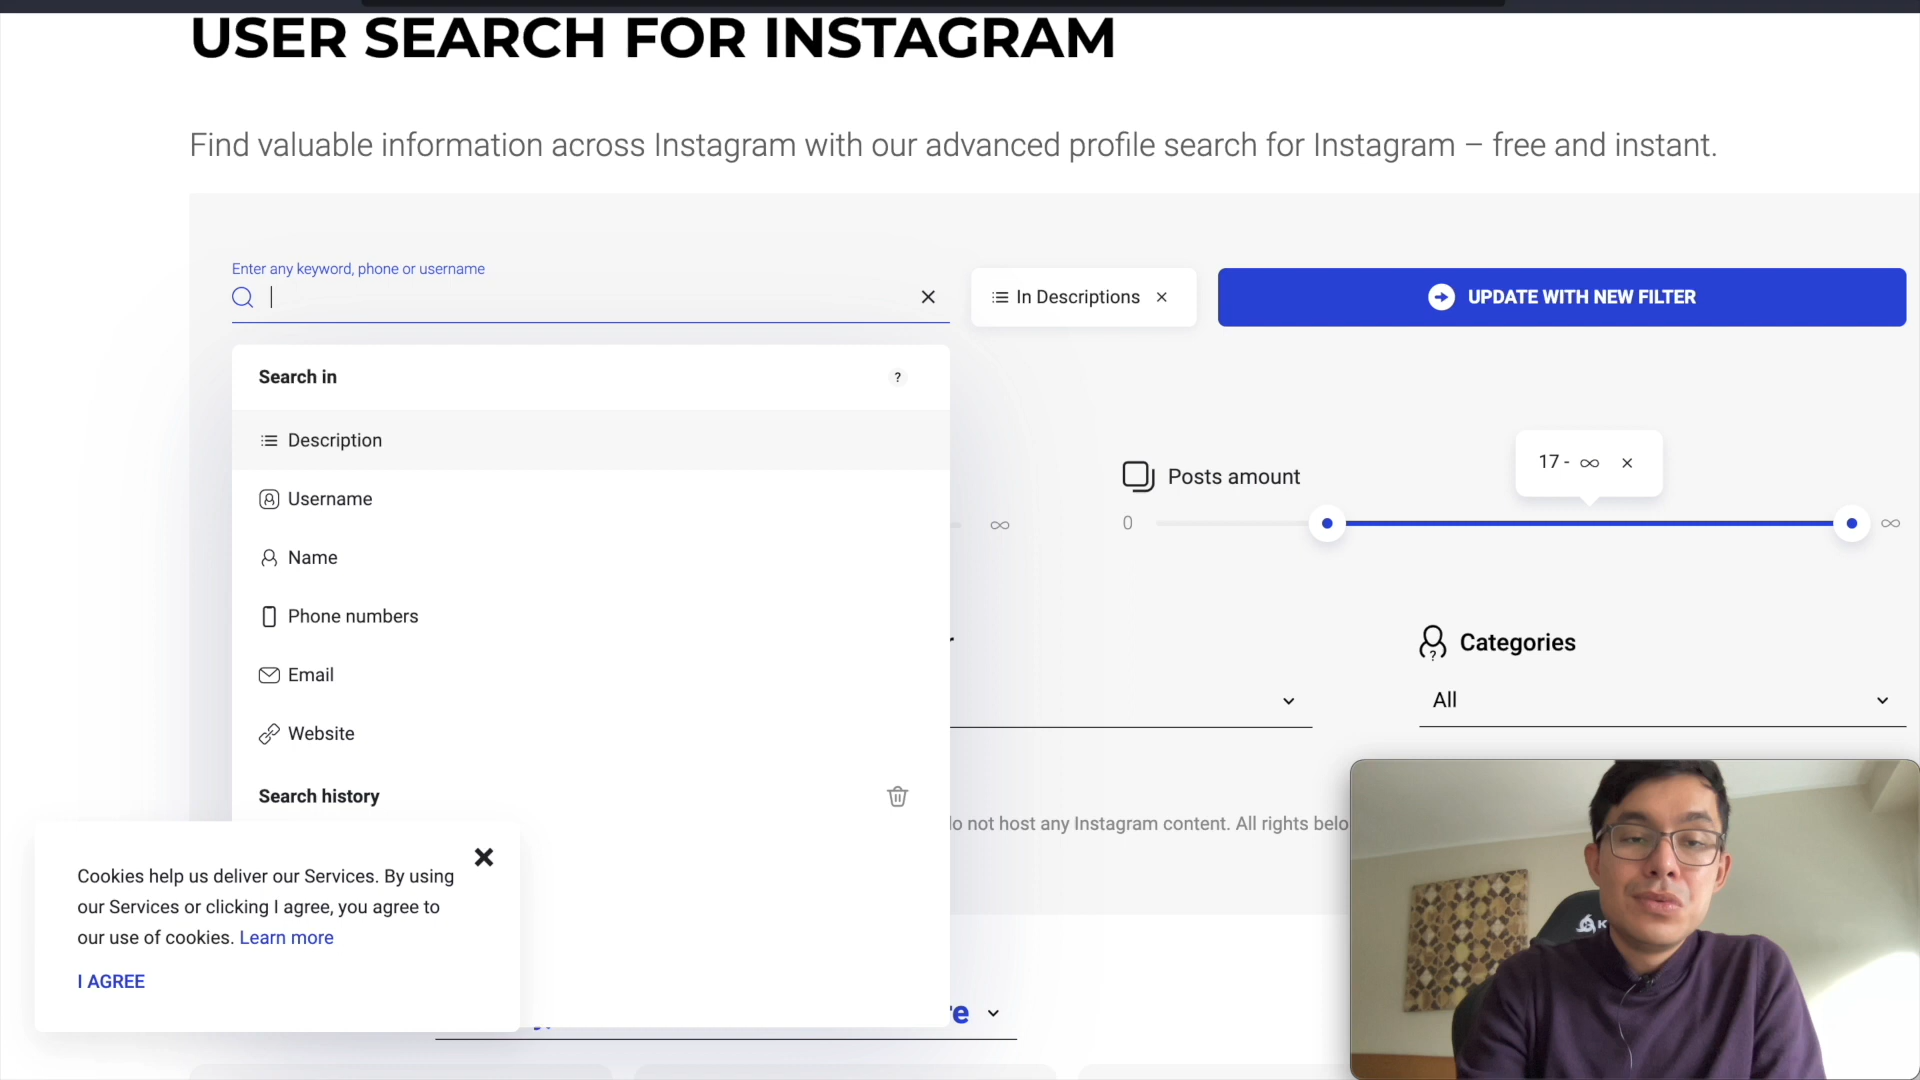 USER SEARCH FOR INSTAGRAM
Find valuable information across Instagram with our advanced profile search for Instagram – free and instant.
Enter any keyword, phone or username
In Descriptions
UPDATE WITH NEW FILTER
Search in
?
Description
Username
Name
Phone numbers
Email
Website
Search history
Posts amount
17 - ∞
0
∞
∞
Categories
All
do not host any Instagram content. All rights belo
Cookies help us deliver our Services. By using
our Services or clicking I agree, you agree to
our use of cookies. Learn more
I AGREE
K